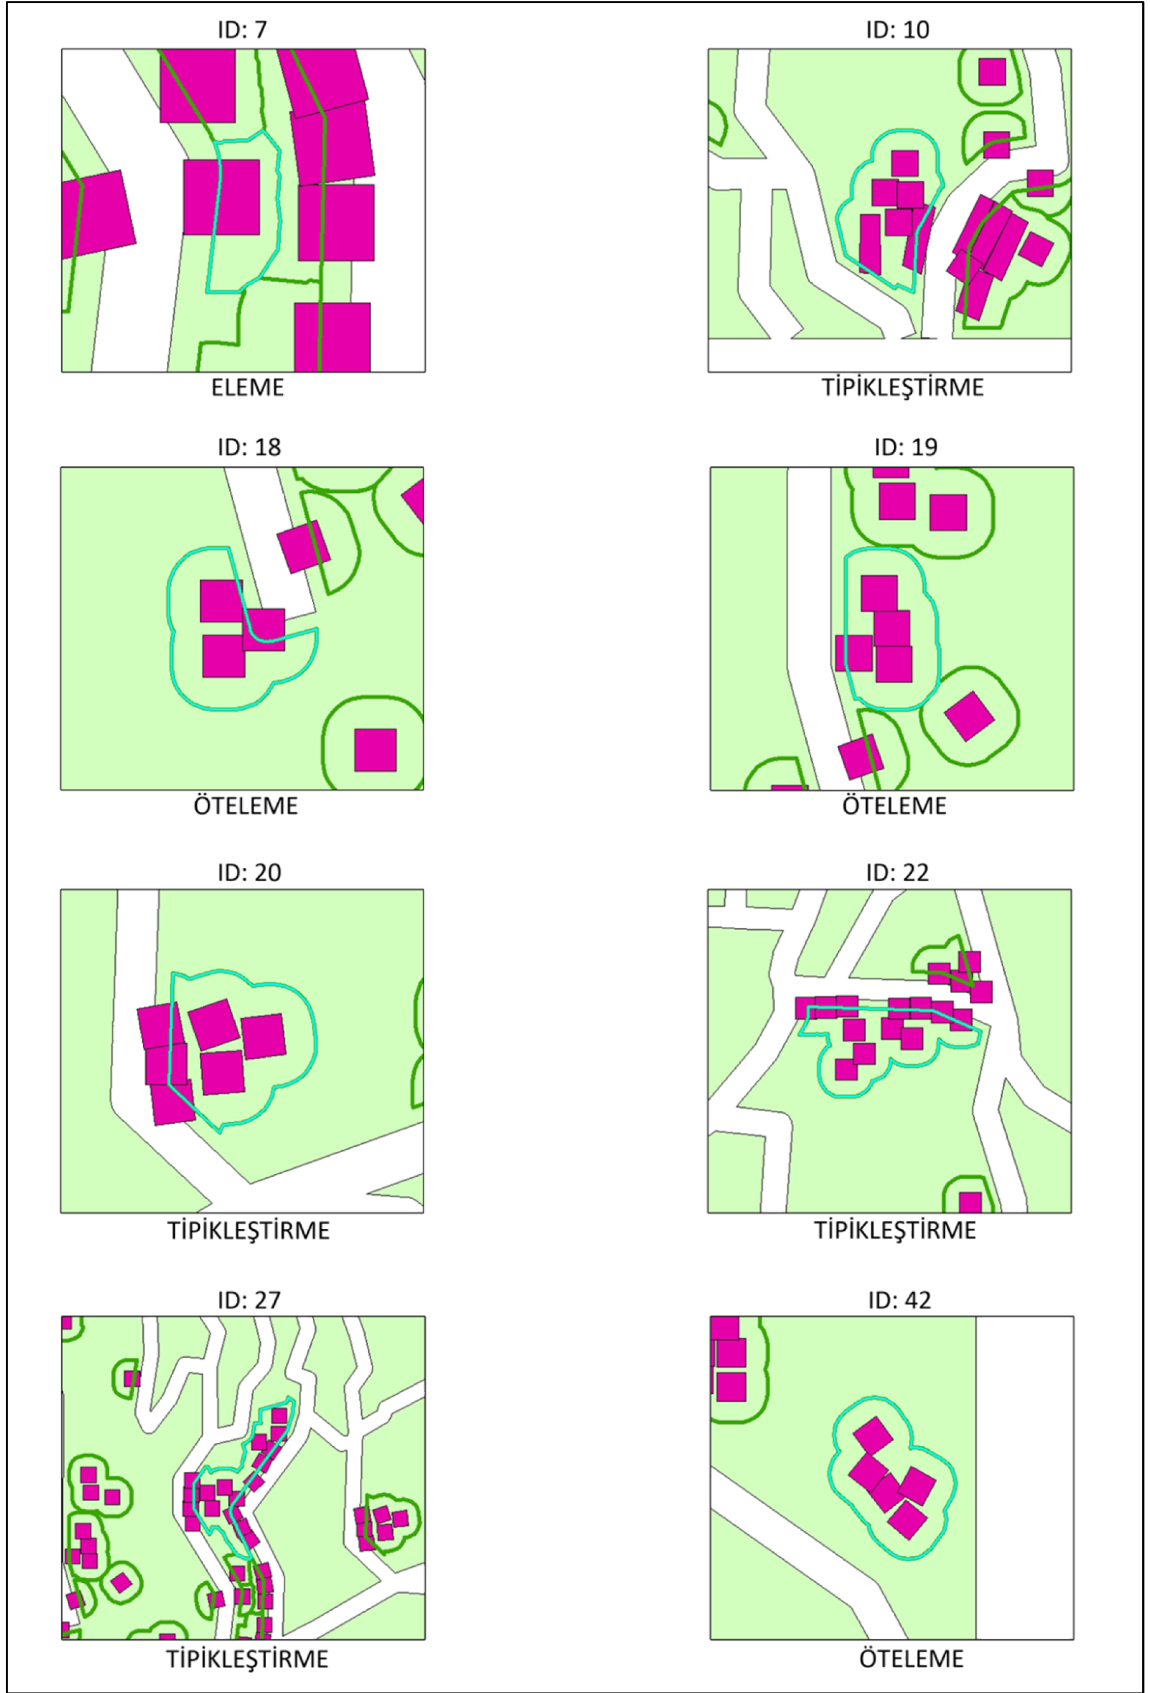 ID: 7
ID: 10
ELEME
TİPİKLEŞTİRME
ID: 18
ID: 19
ÖTELEME
ÖTELEME
ID: 20
ID: 22
TİPİKLEŞTİRME
TİPİKLEŞTİRME
ID: 27
ID: 42
TİPİKLEŞTİRME
ÖTELEME